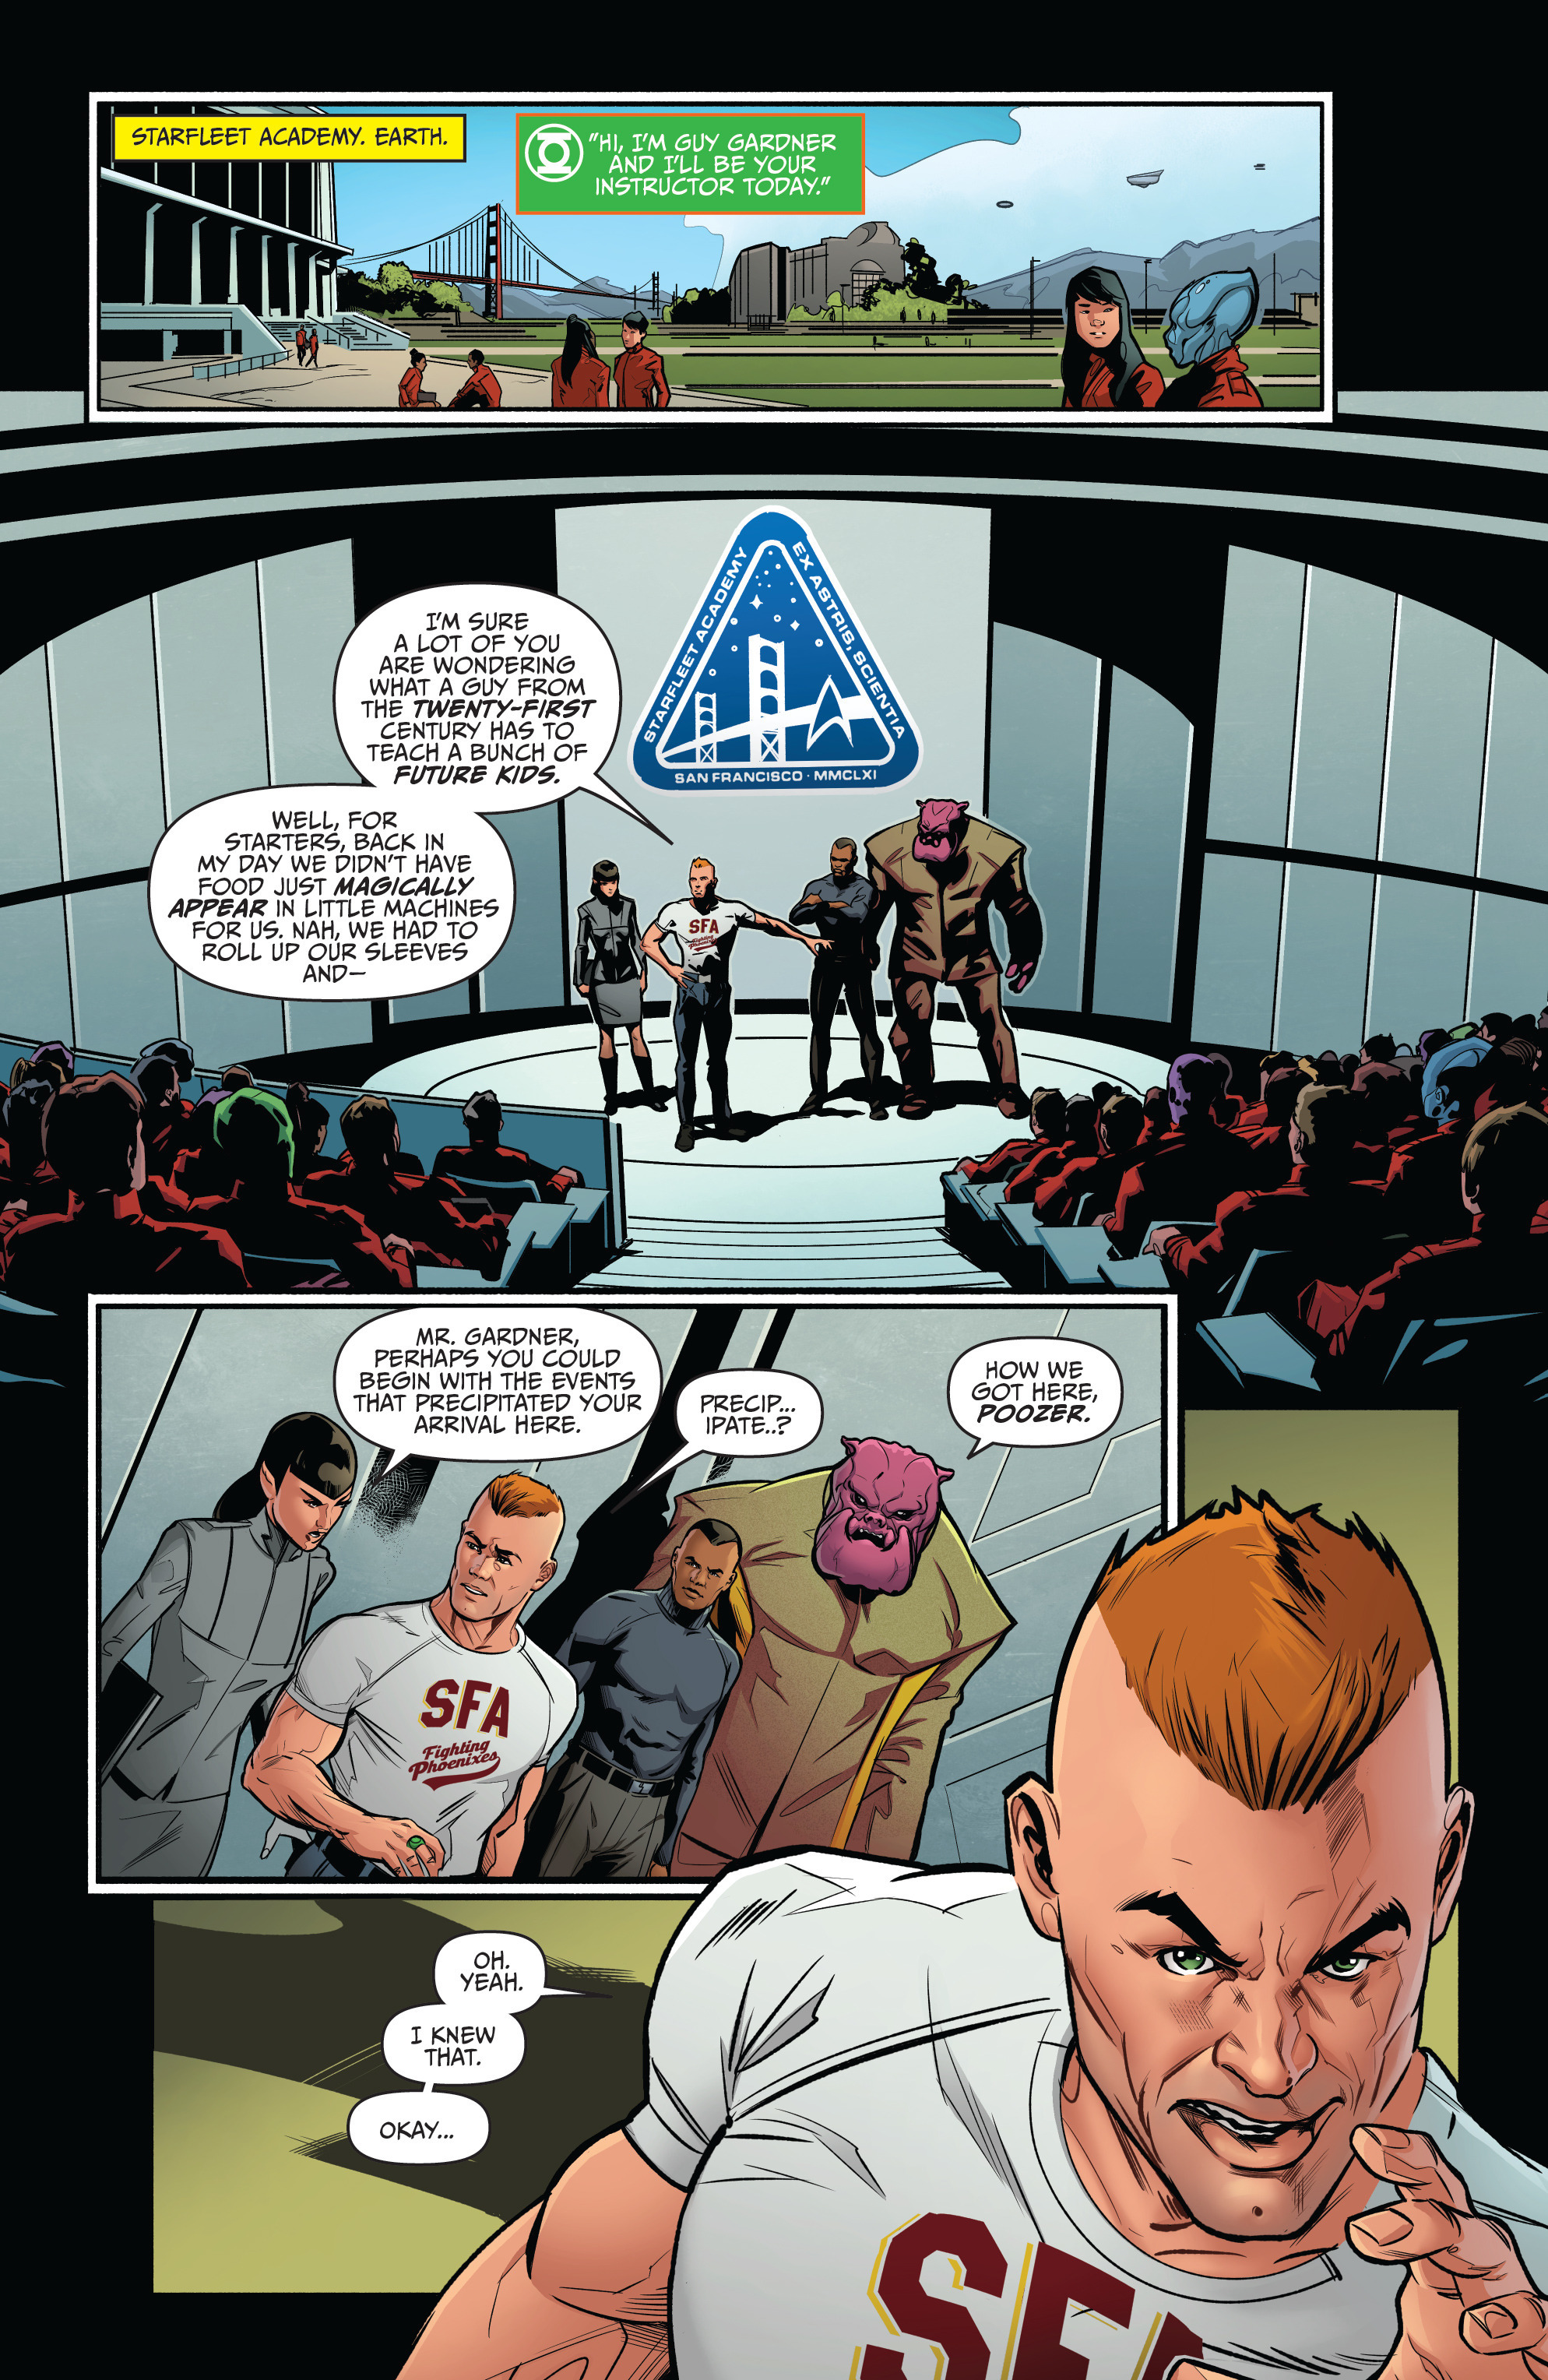 STARFLEET ACADEMY. EARTH.
"HI, I'M GUY GARDNER
AND I'LL BE YOUR
INSTRUCTOR TODAY."
I'M SURE
A LOT OF YOU
ARE WONDERING
WHAT A GUY FROM
THE TWENTY-FIRST
CENTURY HAS TO
TEACH A BUNCH OF
FUTURE KIDS.
STARFLEET ACADEMY
EX ASTRIS, SCIENTIA
SAN FRANCISCO · MMCLXI
WELL, FOR
STARTERS, BACK IN
MY DAY WE DIDN'T HAVE
FOOD JUST MAGICALLY
APPEAR IN LITTLE MACHINES
FOR US. NAH, WE HAD TO
ROLL UP OUR SLEEVES
AND—
SFA
Fighting
Phoenixes
MR. GARDNER,
PERHAPS YOU COULD
BEGIN WITH THE EVENTS
THAT PRECIPITATED YOUR
ARRIVAL HERE.
PRECIP...
IPATE..?
HOW WE
GOT HERE,
POOZER.
SFA
Fighting
Phoenixes
OH.
YEAH.
I KNEW
THAT.
OKAY...
SFA